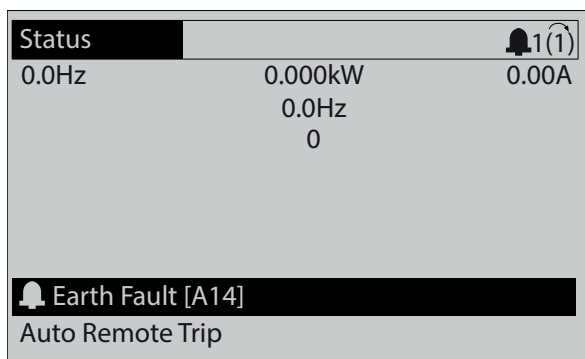 Status 1(1)
0.0Hz 0.000kW 0.00A
0.0Hz
0
Earth Fault [A14]
Auto Remote Trip